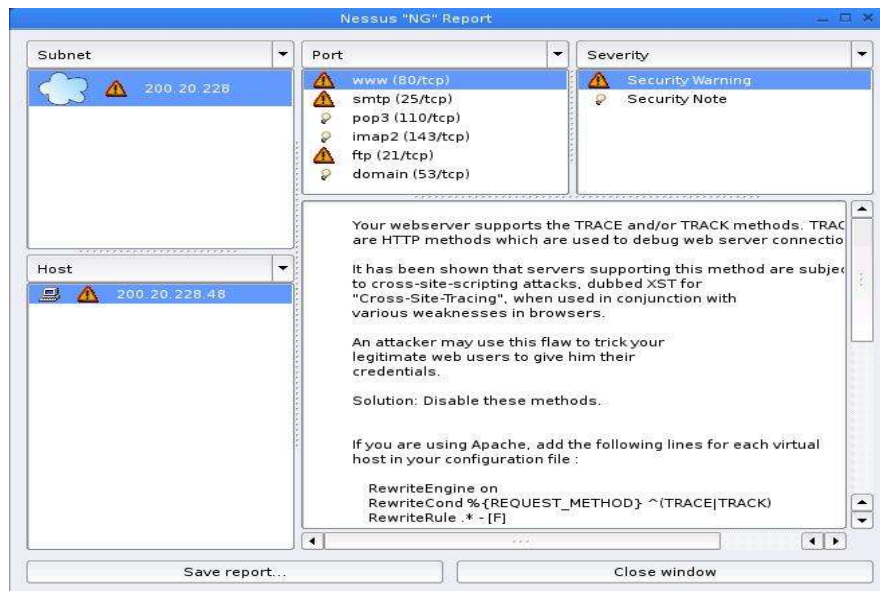 Nessus "NG" Report
Subnet
200.20.228
Host
200.20.228.48
Port
www (80/tcp)
smtp (25/tcp)
pop3 (110/tcp)
imap2 (143/tcp)
ftp (21/tcp)
domain (53/tcp)
Severity
Security Warning
Security Note
Your webserver supports the TRACE and/or TRACK methods. TRAC
are HTTP methods which are used to debug web server connectio
It has been shown that servers supporting this method are subjec
to cross-site-scripting attacks, dubbed XST for
"Cross-Site-Tracing", when used in conjunction with
various weaknesses in browsers.
An attacker may use this flaw to trick your
legitimate web users to give him their
credentials.
Solution: Disable these methods.
If you are using Apache, add the following lines for each virtual
host in your configuration file :
RewriteEngine on
RewriteCond %{REQUEST_METHOD} ^(TRACE|TRACK)
RewriteRule .* - [F]
Save report...
Close window